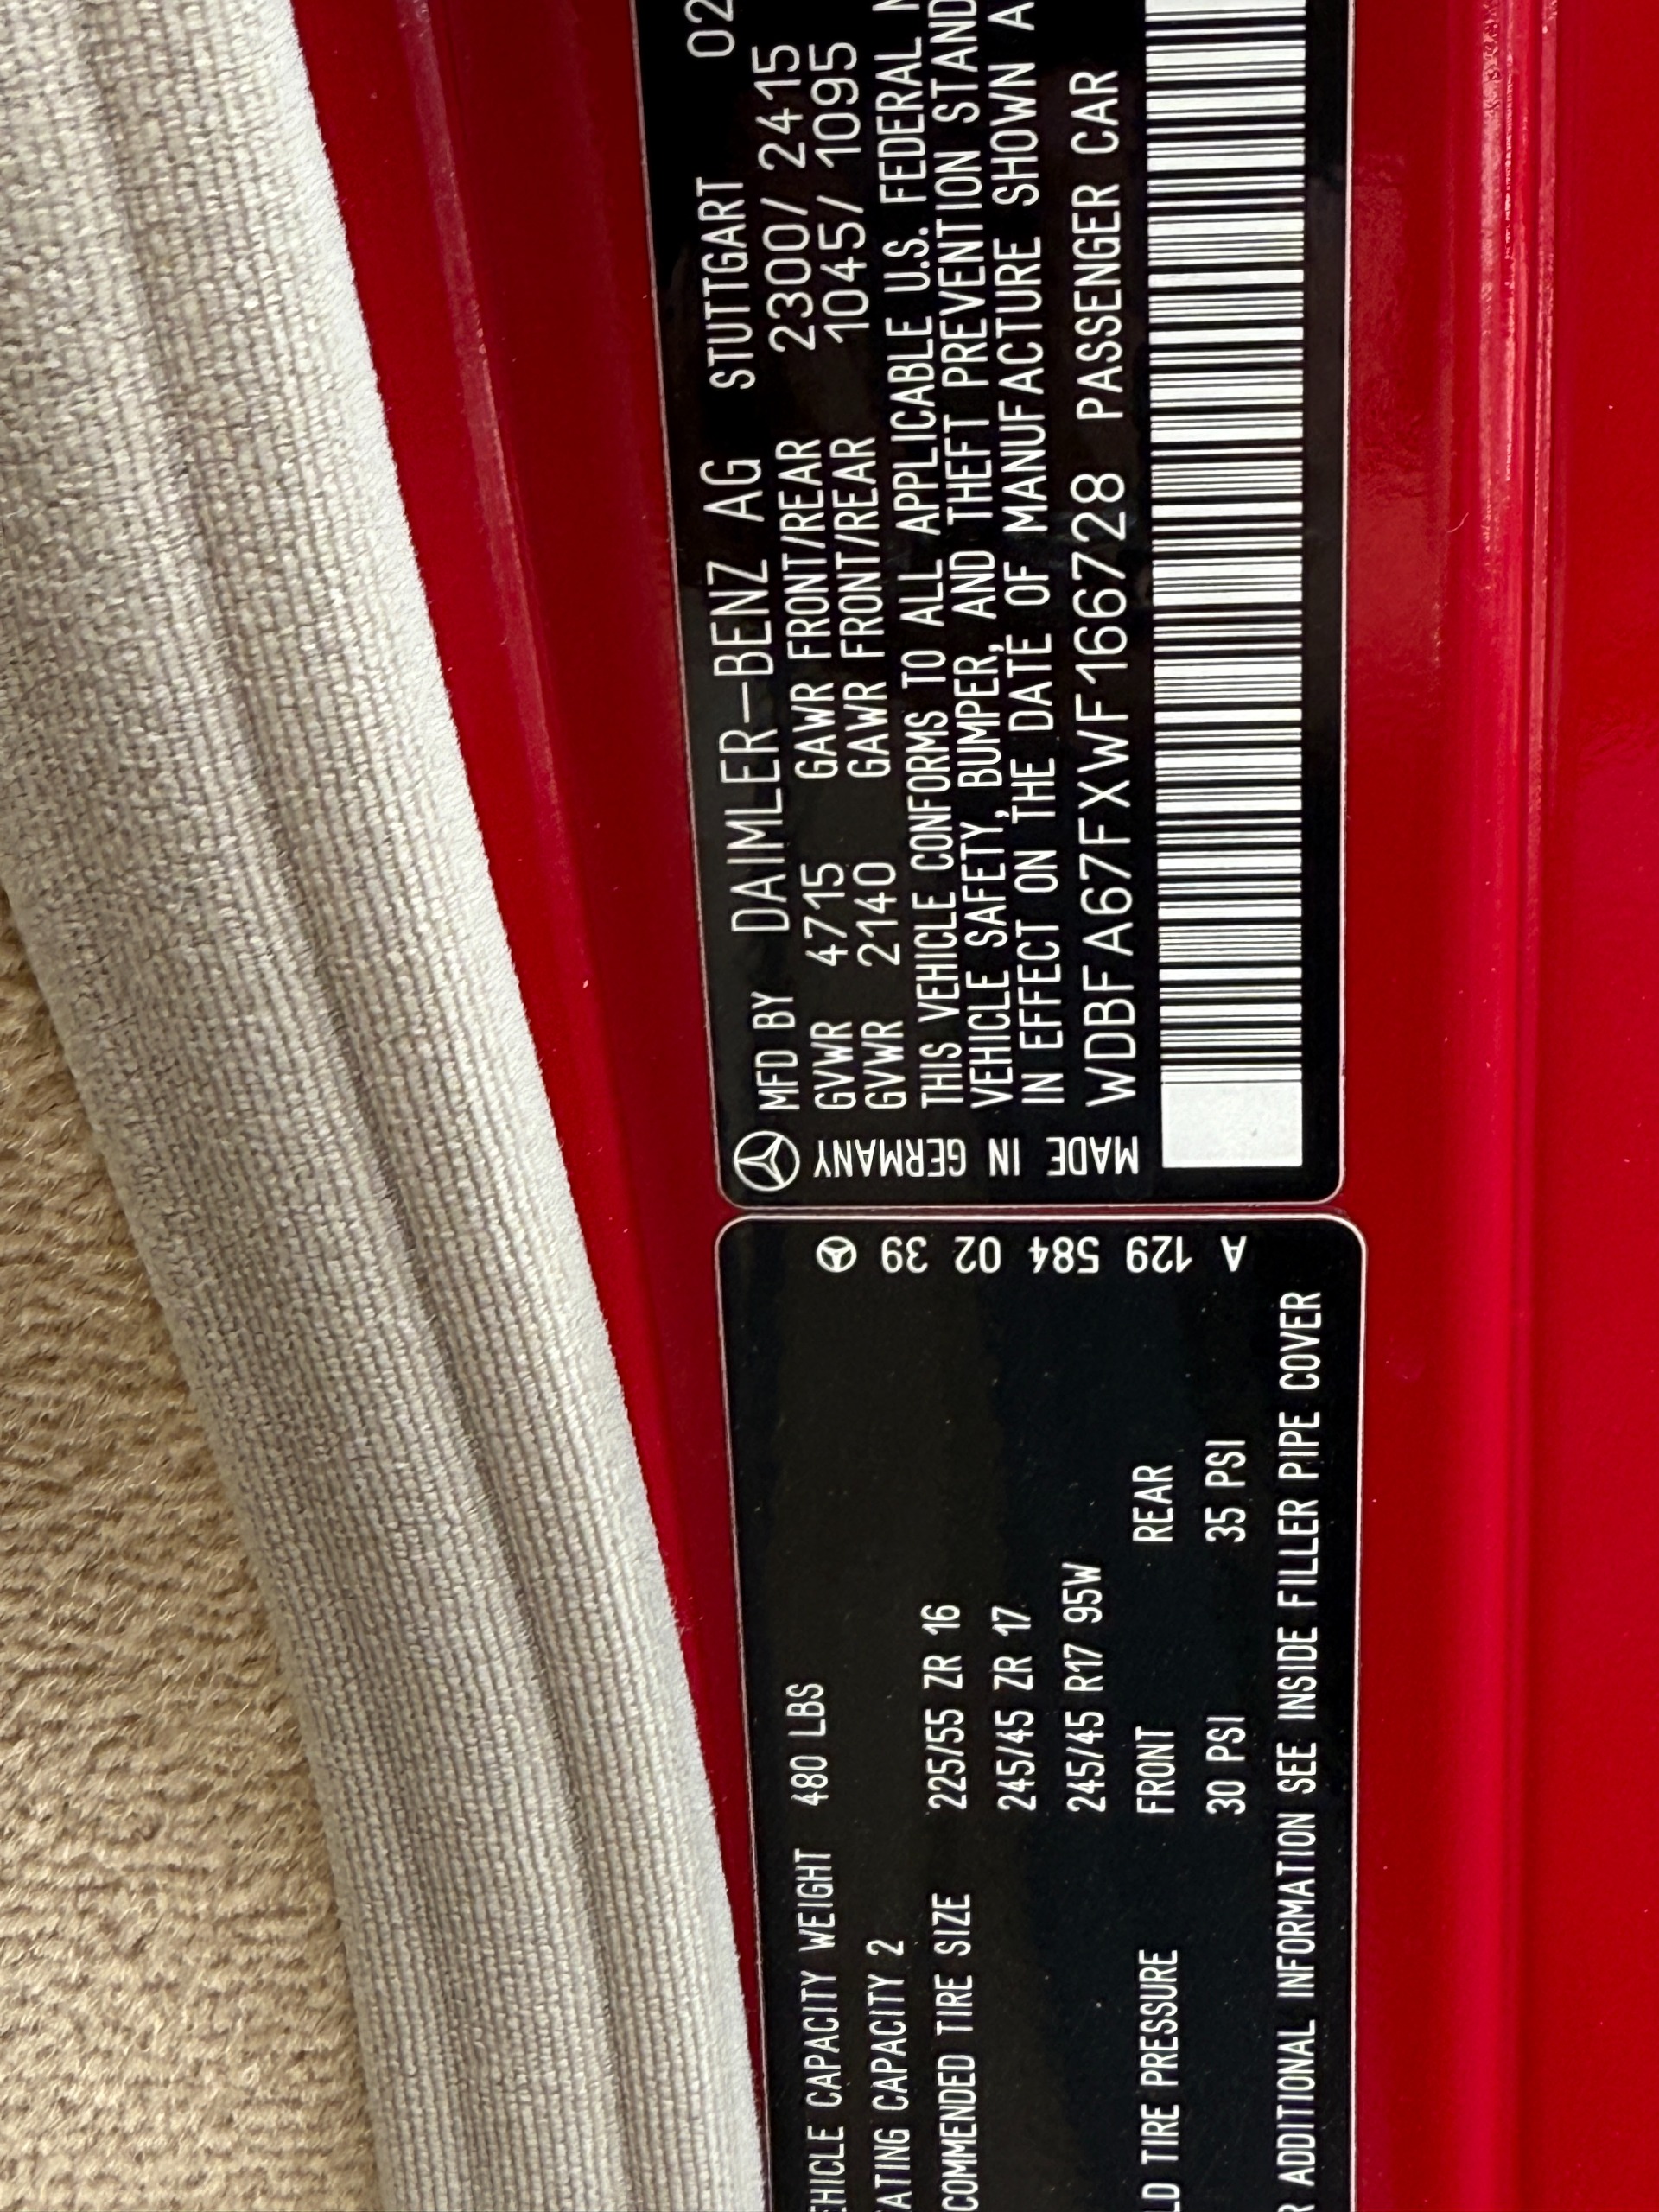 MFD BY DAIMLER–BENZ AG STUTTGART 02
GVWR 4715 GAWR FRONT/REAR 2300/ 2415
GVWR 2140 GAWR FRONT/REAR 1045/ 1095
THIS VEHICLE CONFORMS TO ALL APPLICABLE U.S. FEDERAL
VEHICLE SAFETY, BUMPER, AND THEFT PREVENTION STAND
IN EFFECT ON THE DATE OF MANUFACTURE SHOWN A
WDBFA67FXWF166728 PASSENGER CAR
MADE IN GERMANY
A 129 584 02 39
EHICLE CAPACITY WEIGHT 480 LBS
ATING CAPACITY 2
COMMENDED TIRE SIZE 225/55 ZR 16
245/45 ZR 17
245/45 R17 95W
FRONT REAR
LD TIRE PRESSURE 30 PSI 35 PSI
R ADDITIONAL INFORMATION SEE INSIDE FILLER PIPE COVER